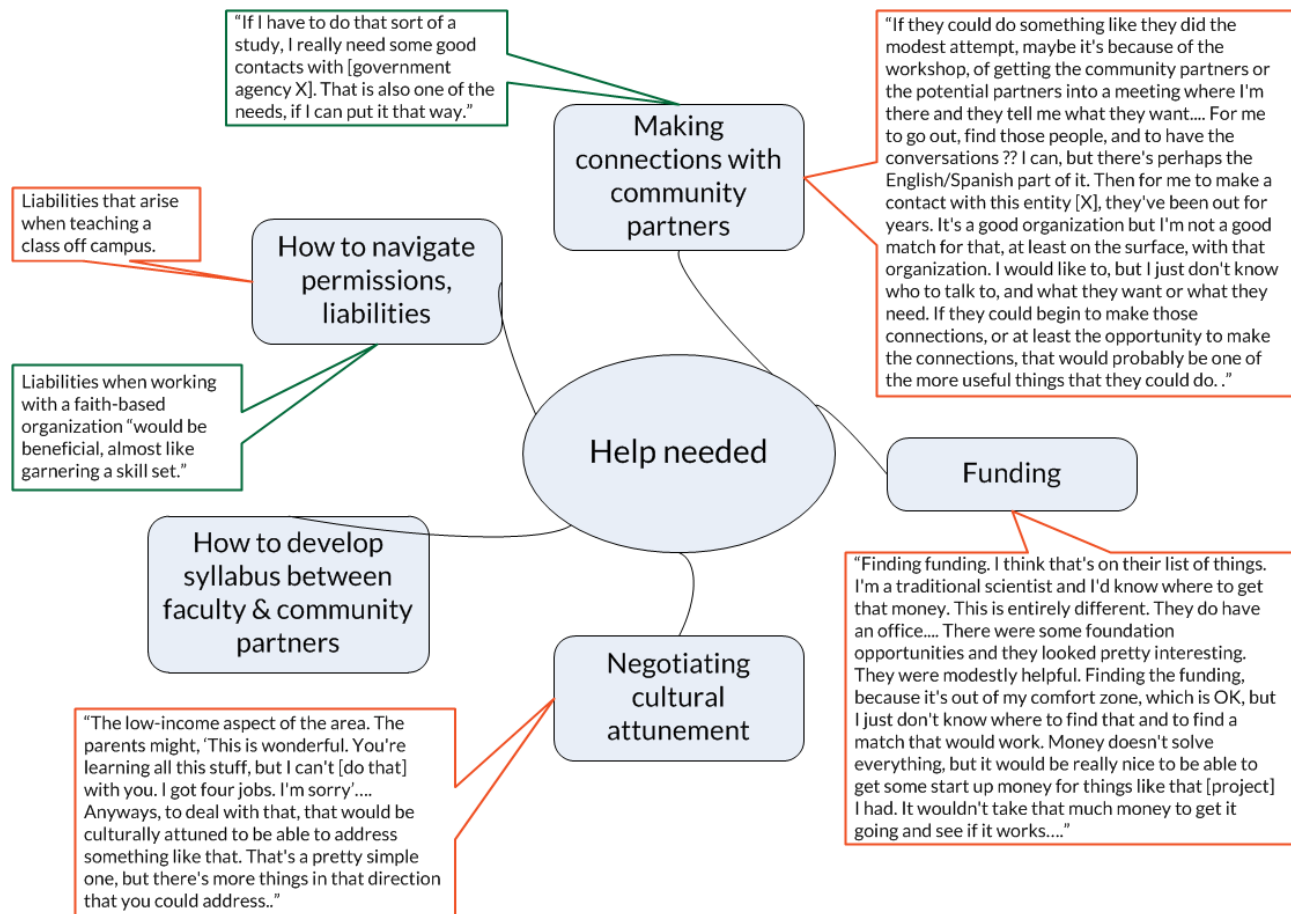 “If I have to do that sort of a
study, I really need some good
contacts with [government
agency X]. That is also one of the
needs, if I can put it that way.”
Making
connections with
community
partners
“If they could do something like they did the
modest attempt, maybe it's because of the
workshop, of getting the community partners or
the potential partners into a meeting where I'm
there and they tell me what they want.... For me
to go out, find those people, and to have the
conversations ?? I can, but there's perhaps the
English/Spanish part of it. Then for me to make a
contact with this entity [X], they've been out for
years. It's a good organization but I'm not a good
match for that, at least on the surface, with that
organization. I would like to, but I just don't know
who to talk to, and what they want or what they
need. If they could begin to make those
connections, or at least the opportunity to make
the connections, that would probably be one of
the more useful things that they could do. .”
Liabilities that arise
when teaching a
class off campus.
How to navigate
permissions,
liabilities
Liabilities when working
with a faith-based
organization “would be
beneficial, almost like
garnering a skill set.”
Help needed
Funding
How to develop
syllabus between
faculty & community
partners
“Finding funding. I think that's on their list of things.
I'm a traditional scientist and I'd know where to get
that money. This is entirely different. They do have
an office.... There were some foundation
opportunities and they looked pretty interesting.
They were modestly helpful. Finding the funding,
because it's out of my comfort zone, which is OK, but
I just don't know where to find that and to find a
match that would work. Money doesn't solve
everything, but it would be really nice to be able to
get some start up money for things like that [project]
I had. It wouldn't take that much money to get it
going and see if it works....”
Negotiating
cultural
attunement
“The low-income aspect of the area. The
parents might, ‘This is wonderful. You're
learning all this stuff, but I can't [do that]
with you. I got four jobs. I'm sorry’....
Anyways, to deal with that, that would be
culturally attuned to be able to address
something like that. That's a pretty simple
one, but there's more things in that direction
that you could address..”